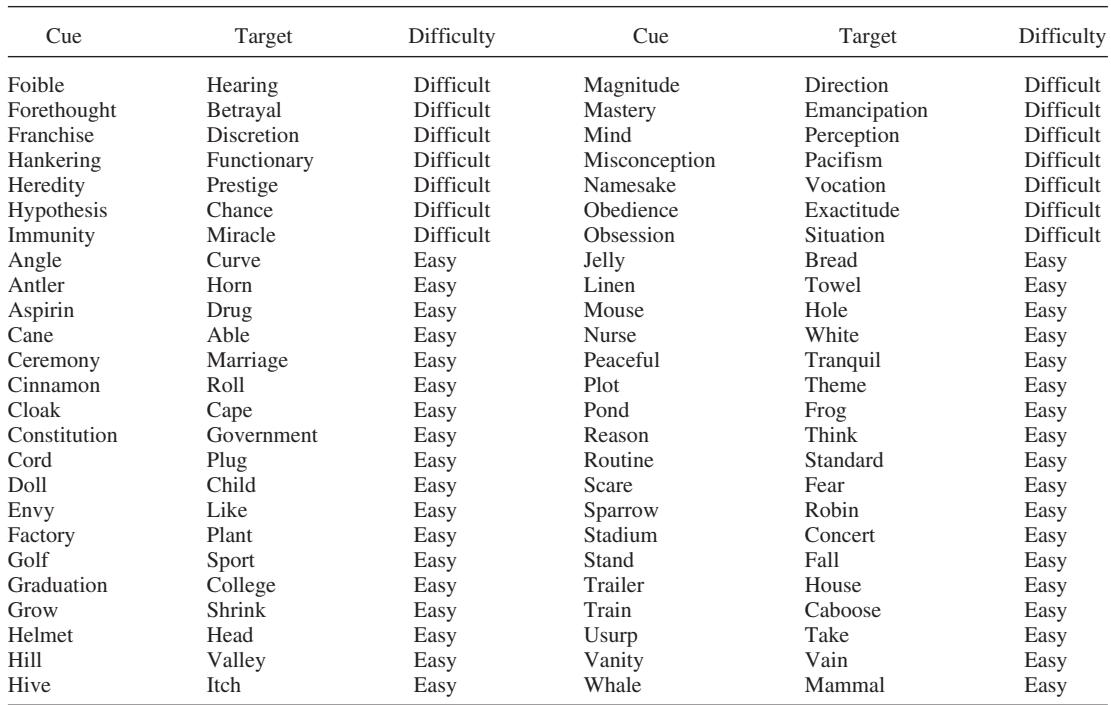 Cue Target Difficulty Cue Target Difficulty
Foible Hearing Difficult Magnitude Direction Difficult
Forethought Betrayal Difficult Mastery Emancipation Difficult
Franchise Discretion Difficult Mind Perception Difficult
Hankering Functionary Difficult Misconception Pacifism Difficult
Heredity Prestige Difficult Namesake Vocation Difficult
Hypothesis Chance Difficult Obedience Exactitude Difficult
Immunity Miracle Difficult Obsession Situation Difficult
Angle Curve Easy Jelly Bread Easy
Antler Horn Easy Linen Towel Easy
Aspirin Drug Easy Mouse Hole Easy
Cane Able Easy Nurse White Easy
Ceremony Marriage Easy Peaceful Tranquil Easy
Cinnamon Roll Easy Plot Theme Easy
Cloak Cape Easy Pond Frog Easy
Constitution Government Easy Reason Think Easy
Cord Plug Easy Routine Standard Easy
Doll Child Easy Scare Fear Easy
Envy Like Easy Sparrow Robin Easy
Factory Plant Easy Stadium Concert Easy
Golf Sport Easy Stand Fall Easy
Graduation College Easy Trailer House Easy
Grow Shrink Easy Train Caboose Easy
Helmet Head Easy Usurp Take Easy
Hill Valley Easy Vanity Vain Easy
Hive Itch Easy Whale Mammal Easy